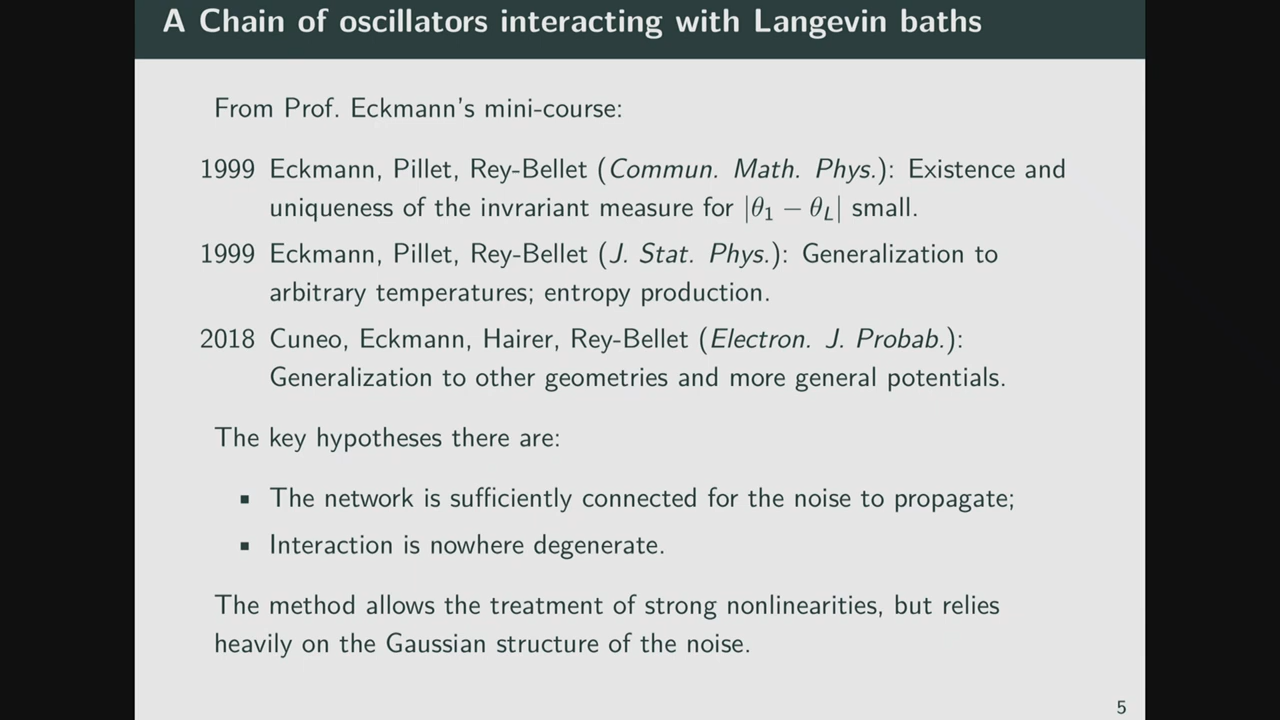 A Chain of oscillators interacting with Langevin baths
From Prof. Eckmann's mini-course:
1999 Eckmann, Pillet, Rey-Bellet (Commun. Math. Phys.): Existence and
uniqueness of the invrariant measure for |θ₁ − θ_L| small.
1999 Eckmann, Pillet, Rey-Bellet (J. Stat. Phys.): Generalization to
arbitrary temperatures; entropy production.
2018 Cuneo, Eckmann, Hairer, Rey-Bellet (Electron. J. Probab.):
Generalization to other geometries and more general potentials.
The key hypotheses there are:
▪ The network is sufficiently connected for the noise to propagate;
▪ Interaction is nowhere degenerate.
The method allows the treatment of strong nonlinearities, but relies
heavily on the Gaussian structure of the noise.
5